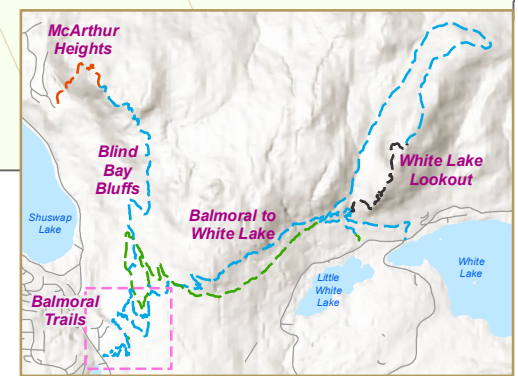 McArthur
Heights
Blind
Bay
Bluffs
White Lake
Lookout
Balmoral to
White Lake
Shuswap
Lake
White
Lake
Little
White
Lake
Balmoral
Trails